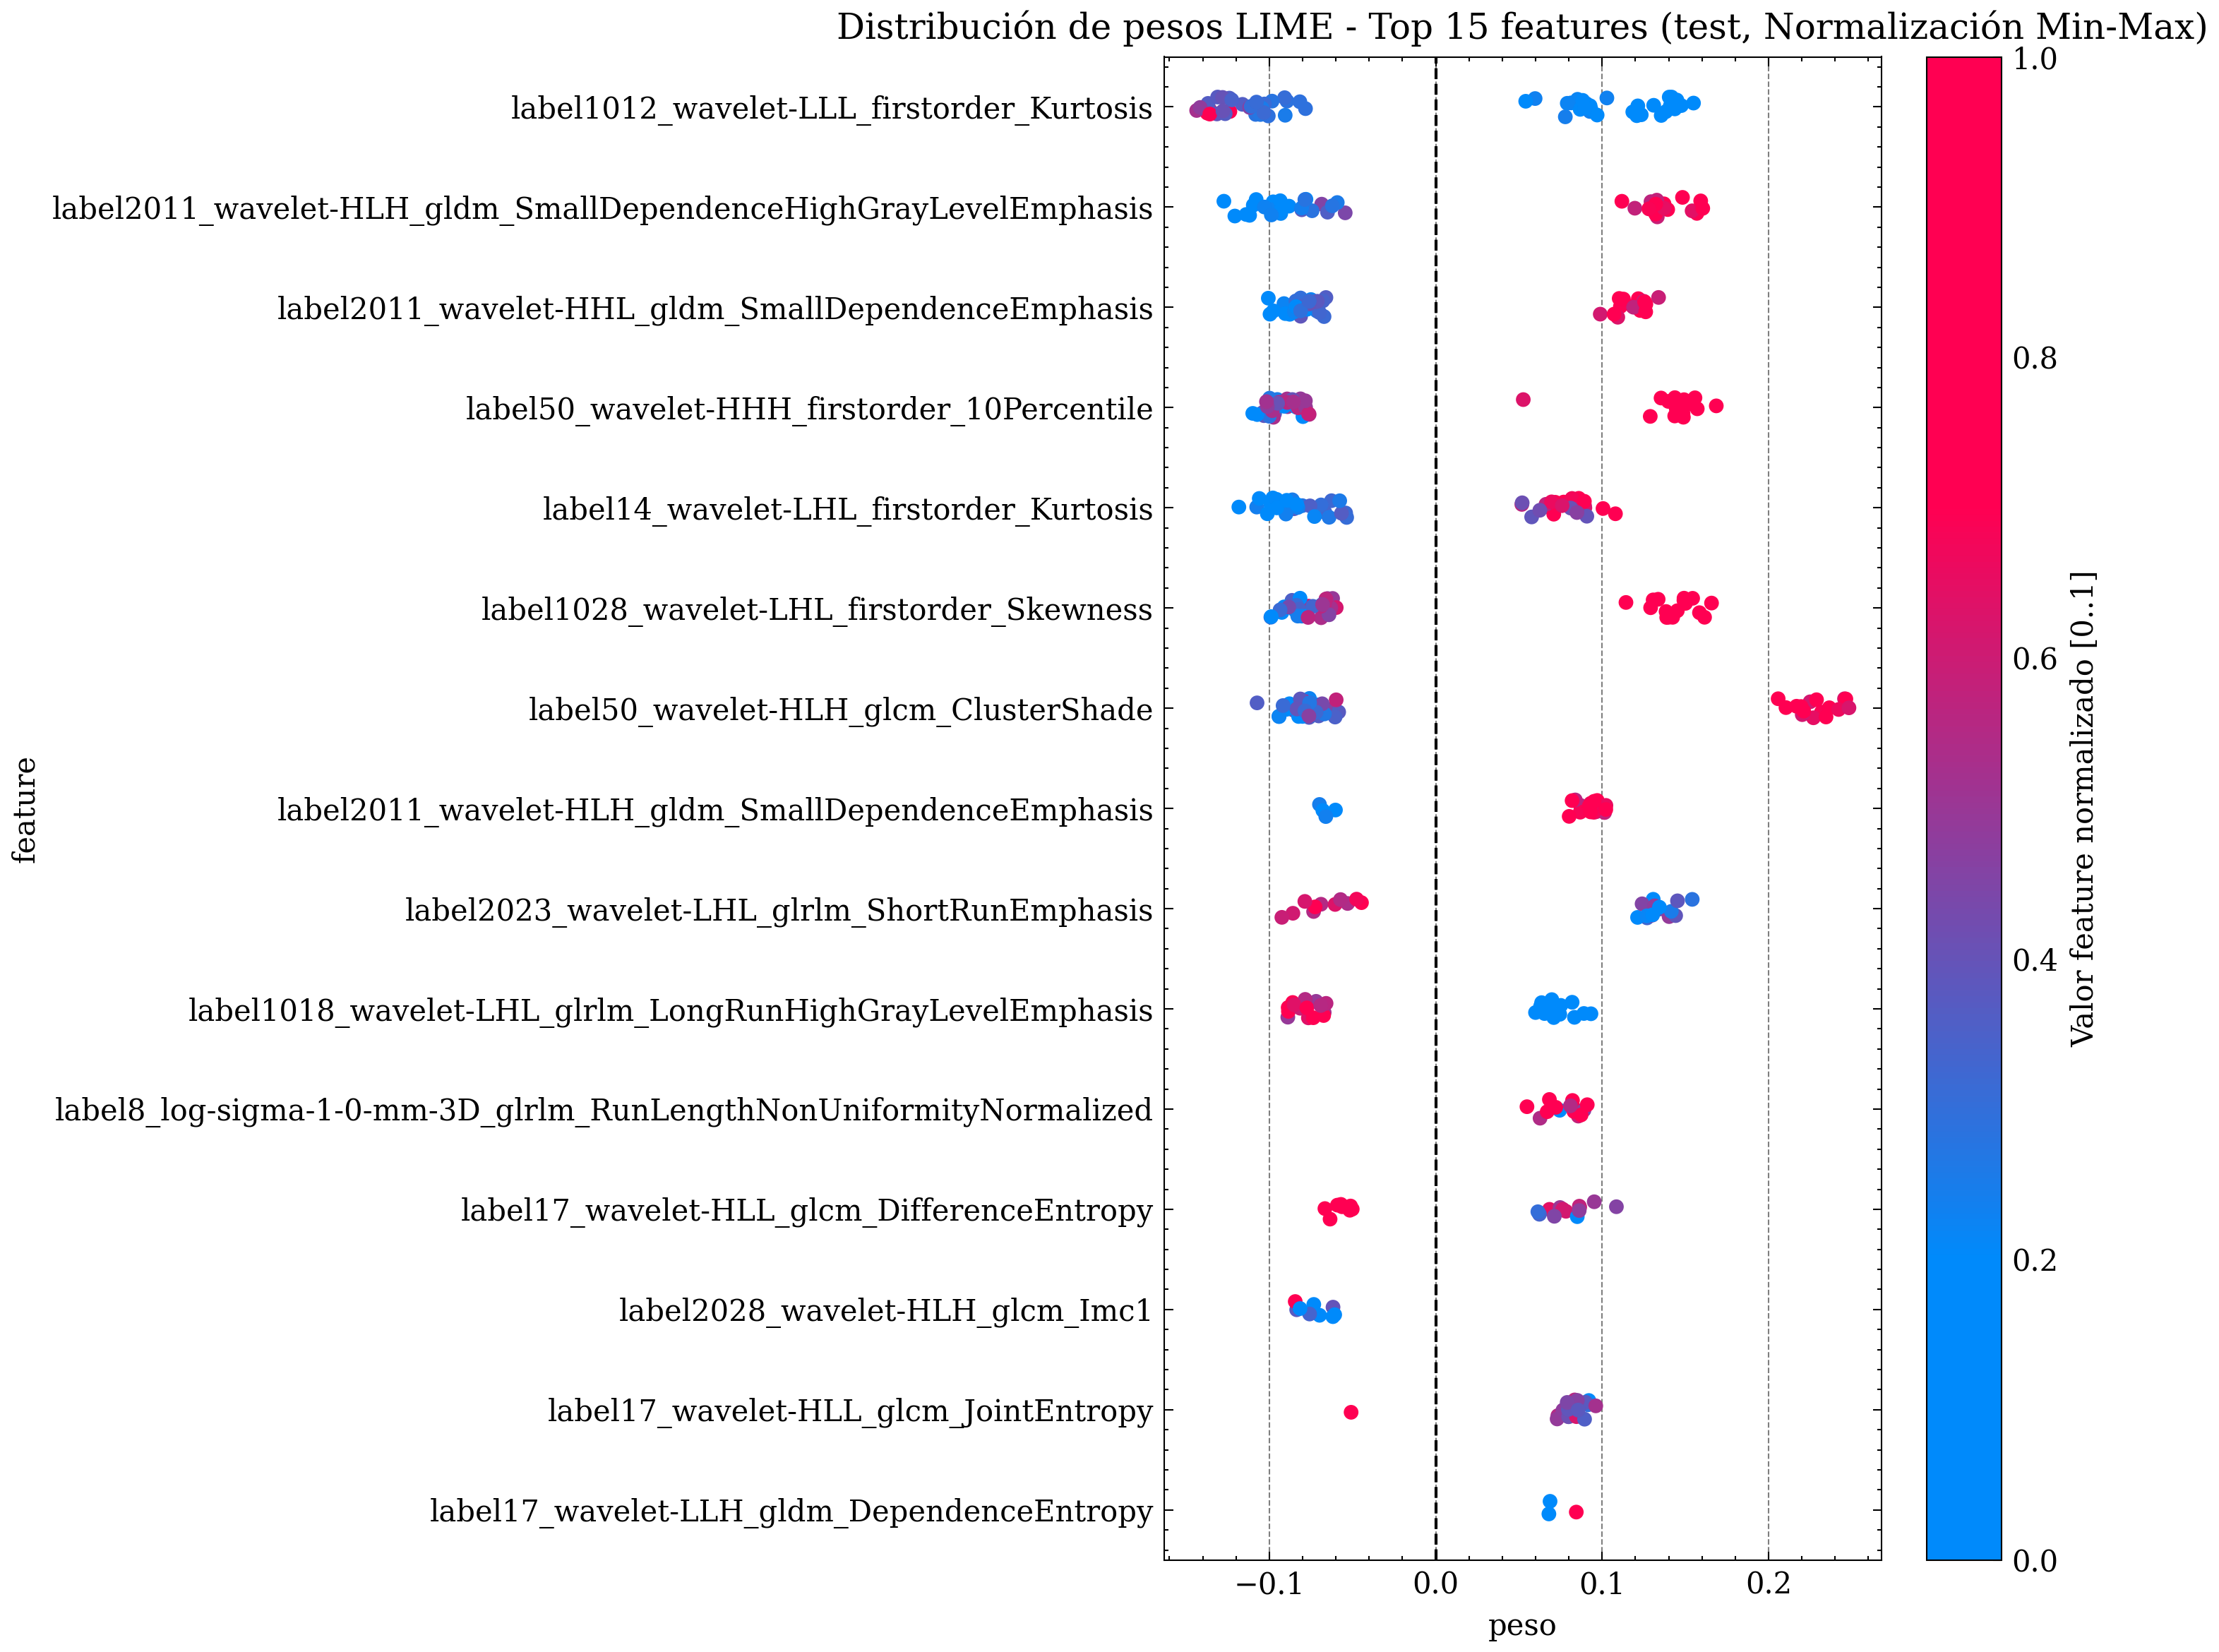 Distribución de pesos LIME - Top 15 features (test, Normalización Min-Max)
label1012_wavelet-LLL_firstorder_Kurtosis
label2011_wavelet-HLH_gldm_SmallDependenceHighGrayLevelEmphasis
label2011_wavelet-HHL_gldm_SmallDependenceEmphasis
label50_wavelet-HHH_firstorder_10Percentile
label14_wavelet-LHL_firstorder_Kurtosis
label1028_wavelet-LHL_firstorder_Skewness
label50_wavelet-HLH_glcm_ClusterShade
label2011_wavelet-HLH_gldm_SmallDependenceEmphasis
label2023_wavelet-LHL_glrlm_ShortRunEmphasis
label1018_wavelet-LHL_glrlm_LongRunHighGrayLevelEmphasis
label8_log-sigma-1-0-mm-3D_glrlm_RunLengthNonUniformityNormalized
label17_wavelet-HLL_glcm_DifferenceEntropy
label2028_wavelet-HLH_glcm_Imc1
label17_wavelet-HLL_glcm_JointEntropy
label17_wavelet-LLH_gldm_DependenceEntropy
feature
−0.1 0.0 0.1 0.2
peso
1.0
0.8
0.6
0.4
0.2
0.0
Valor feature normalizado [0..1]